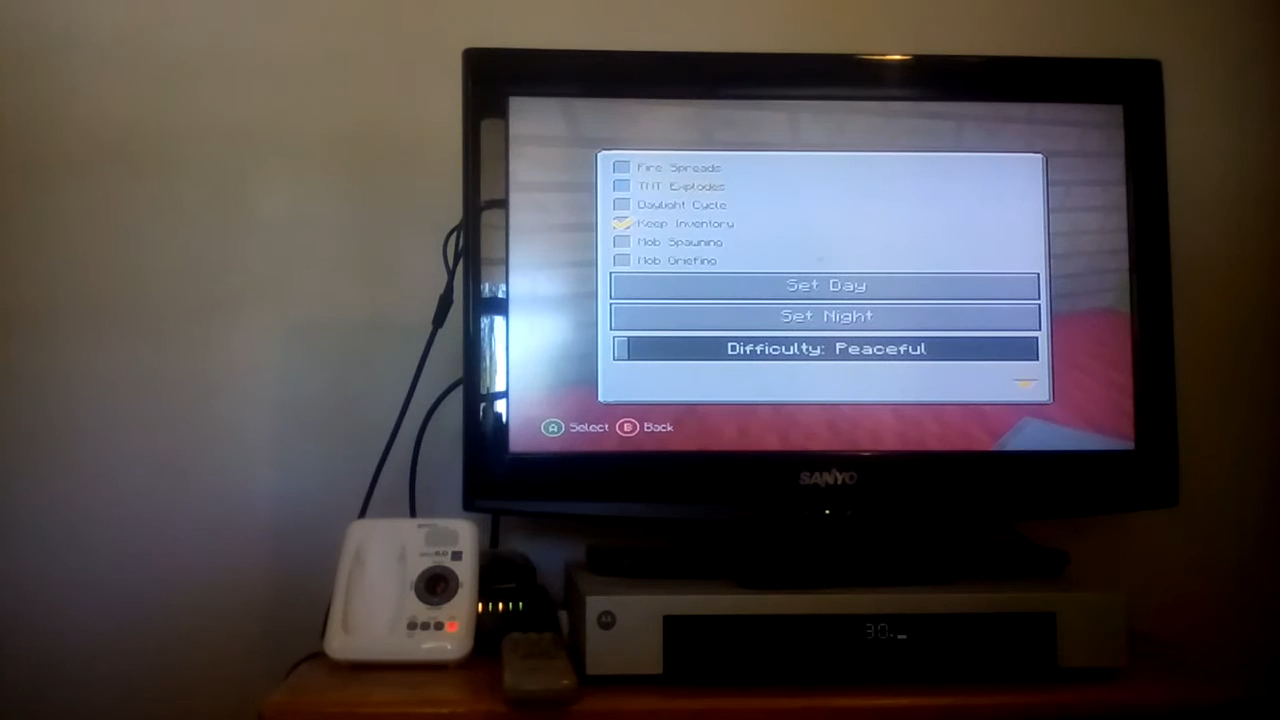 Fire Spreads
TNT Explodes
Daylight Cycle
Keep Inventory
Mob Spawning
Mob Griefing
Set Day
Set Night
Difficulty: Peaceful
A Select B Back
SANYO